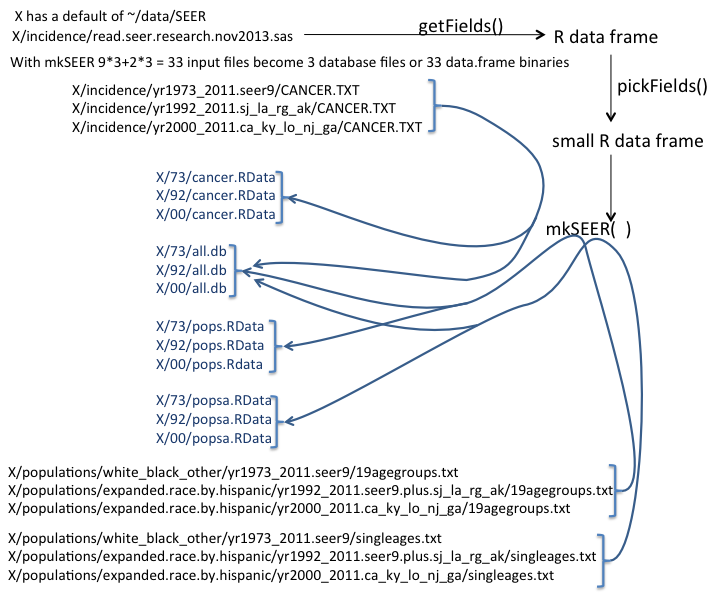 X has a default of ~/data/SEER
X/incidence/read.seer.research.nov2013.sas
getFields()
R data frame
With mkSEER 9*3+2*3 = 33 input files become 3 database files or 33 data.frame binaries
pickFields()
X/incidence/yr1973_2011.seer9/CANCER.TXT
X/incidence/yr1992_2011.sj_la_rg_ak/CANCER.TXT
X/incidence/yr2000_2011.ca_ky_lo_nj_ga/CANCER.TXT
small R data frame
X/73/cancer.RData
X/92/cancer.RData
X/00/cancer.RData
mkSEER( )
X/73/all.db
X/92/all.db
X/00/all.db
X/73/pops.RData
X/92/pops.RData
X/00/pops.Rdata
X/73/popsa.RData
X/92/popsa.RData
X/00/popsa.RData
X/populations/white_black_other/yr1973_2011.seer9/19agegroups.txt
X/populations/expanded.race.by.hispanic/yr1992_2011.seer9.plus.sj_la_rg_ak/19agegroups.txt
X/populations/expanded.race.by.hispanic/yr2000_2011.ca_ky_lo_nj_ga/19agegroups.txt
X/populations/white_black_other/yr1973_2011.seer9/singleages.txt
X/populations/expanded.race.by.hispanic/yr1992_2011.seer9.plus.sj_la_rg_ak/singleages.txt
X/populations/expanded.race.by.hispanic/yr2000_2011.ca_ky_lo_nj_ga/singleages.txt